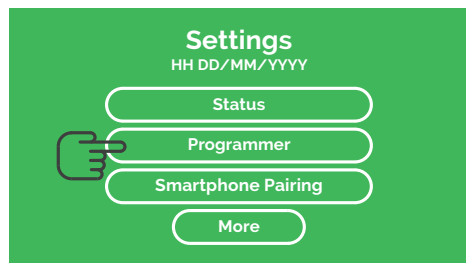 Settings
HH DD/MM/YYYY
Status
Programmer
Smartphone Pairing
More